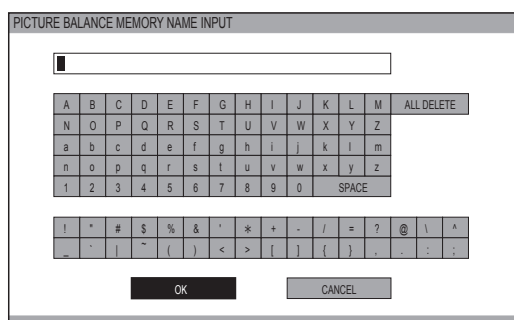 PICTURE BALANCE MEMORY NAME INPUT
A B C D E F G H I J K L M ALL DELETE
N O P Q R S T U V W X Y Z
a b c d e f g h i j k l m
n o p q r s t u v w x y z
1 2 3 4 5 6 7 8 9 0 SPACE
! " # $ % & ' * + - / = ? @ \ ^
_ ` | ~ ( ) < > [ ] { } , . : ;
OK CANCEL